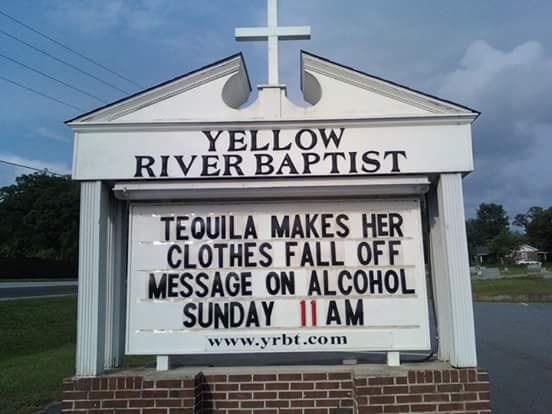 YELLOW
RIVER BAPTIST
TEQUILA MAKES HER
CLOTHES FALL OFF
MESSAGE ON ALCOHOL
SUNDAY 11 AM
www.yrbt.com